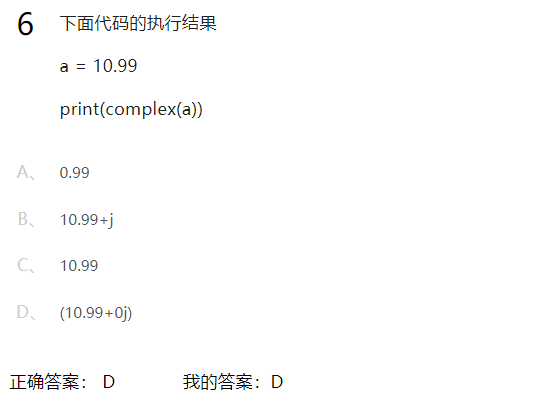 6 下面代码的执行结果
a = 10.99
print(complex(a))
A、 0.99
B、 10.99+j
C、 10.99
D、 (10.99+0j)
正确答案： D 我的答案：D